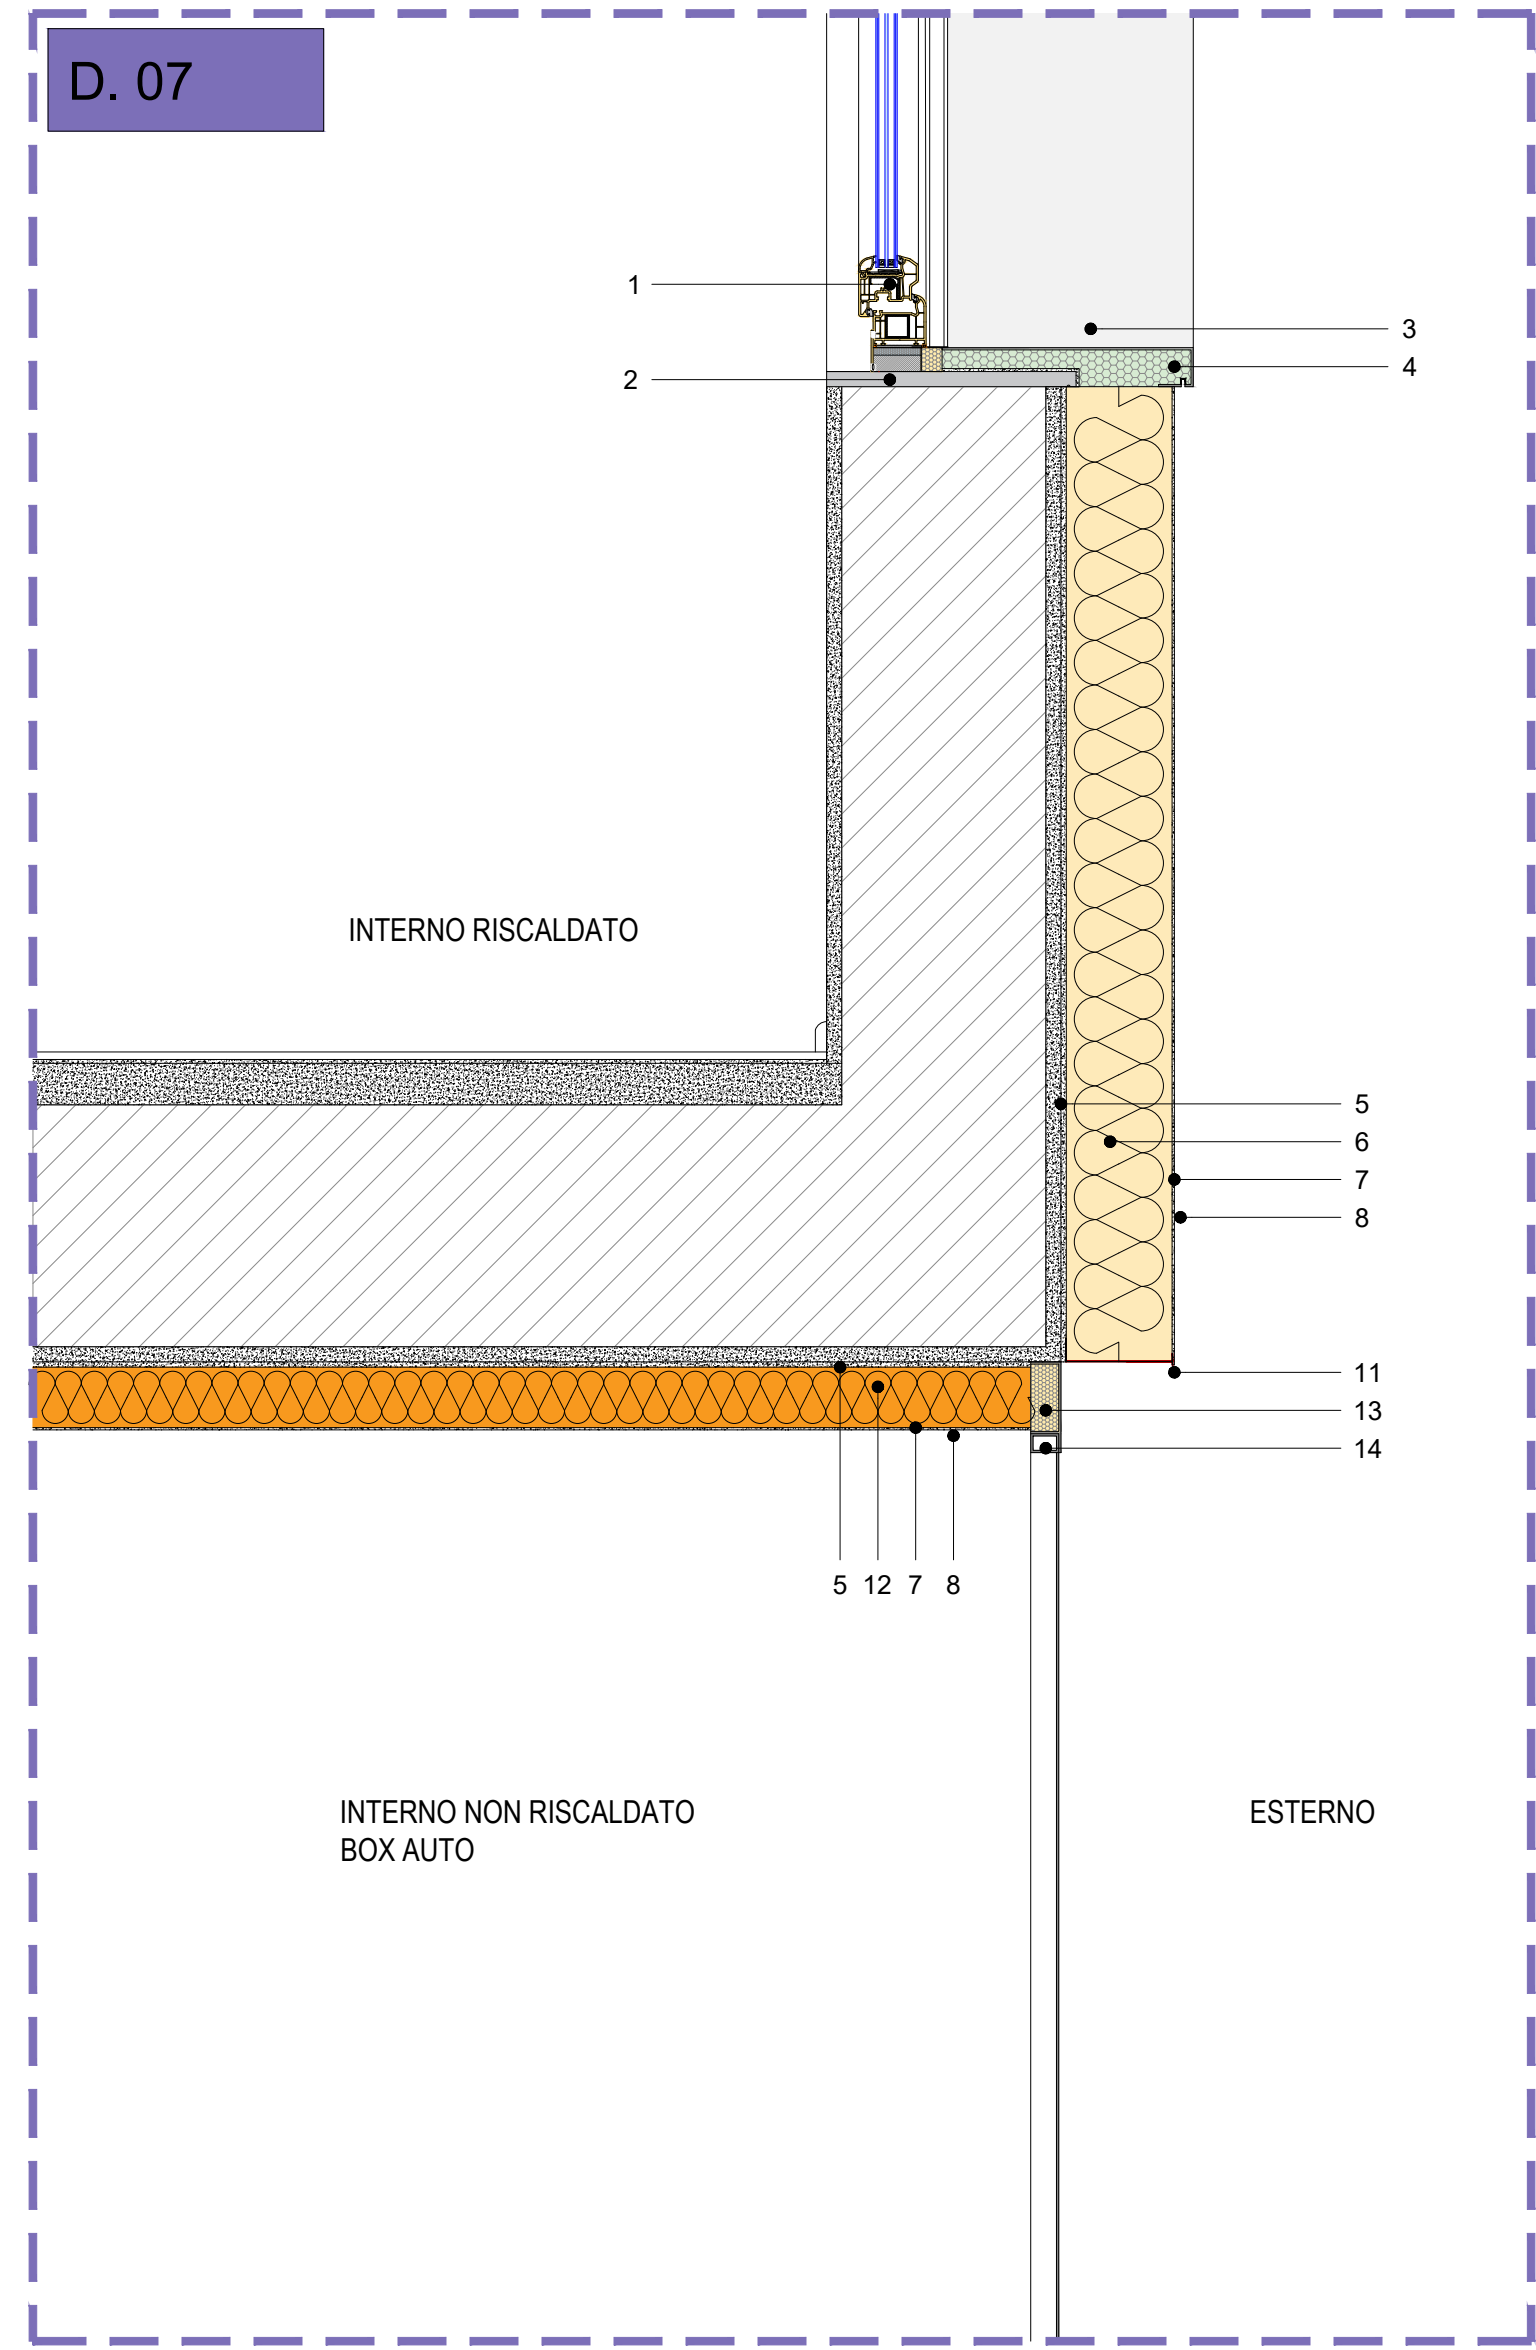 D. 07
1
3
4
2
INTERNO RISCALDATO
5
6
7
8
11
13
14
5 12 7 8
INTERNO NON RISCALDATO
BOX AUTO
ESTERNO